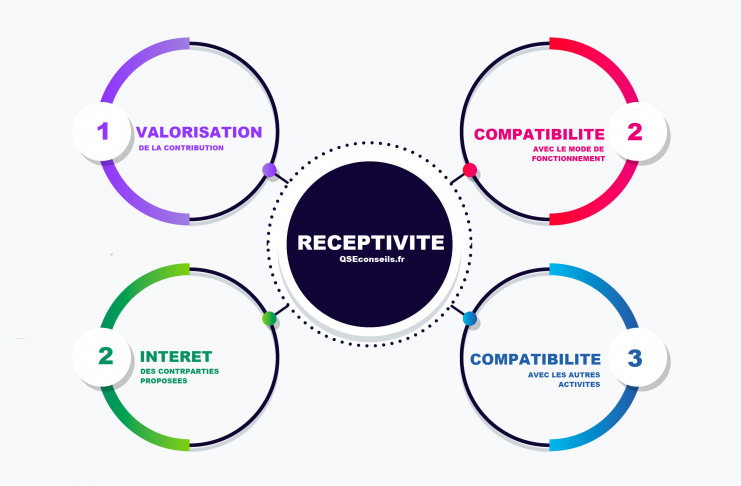 1
VALORISATION
DE LA CONTRIBUTION
COMPATIBILITE
AVEC LE MODE DE
FONCTIONNEMENT
2
RECEPTIVITE
QSEconseils.fr
2
INTERET
DES CONTRPARTIES
PROPOSEES
COMPATIBILITE
AVEC LES AUTRES
ACTIVITES
3